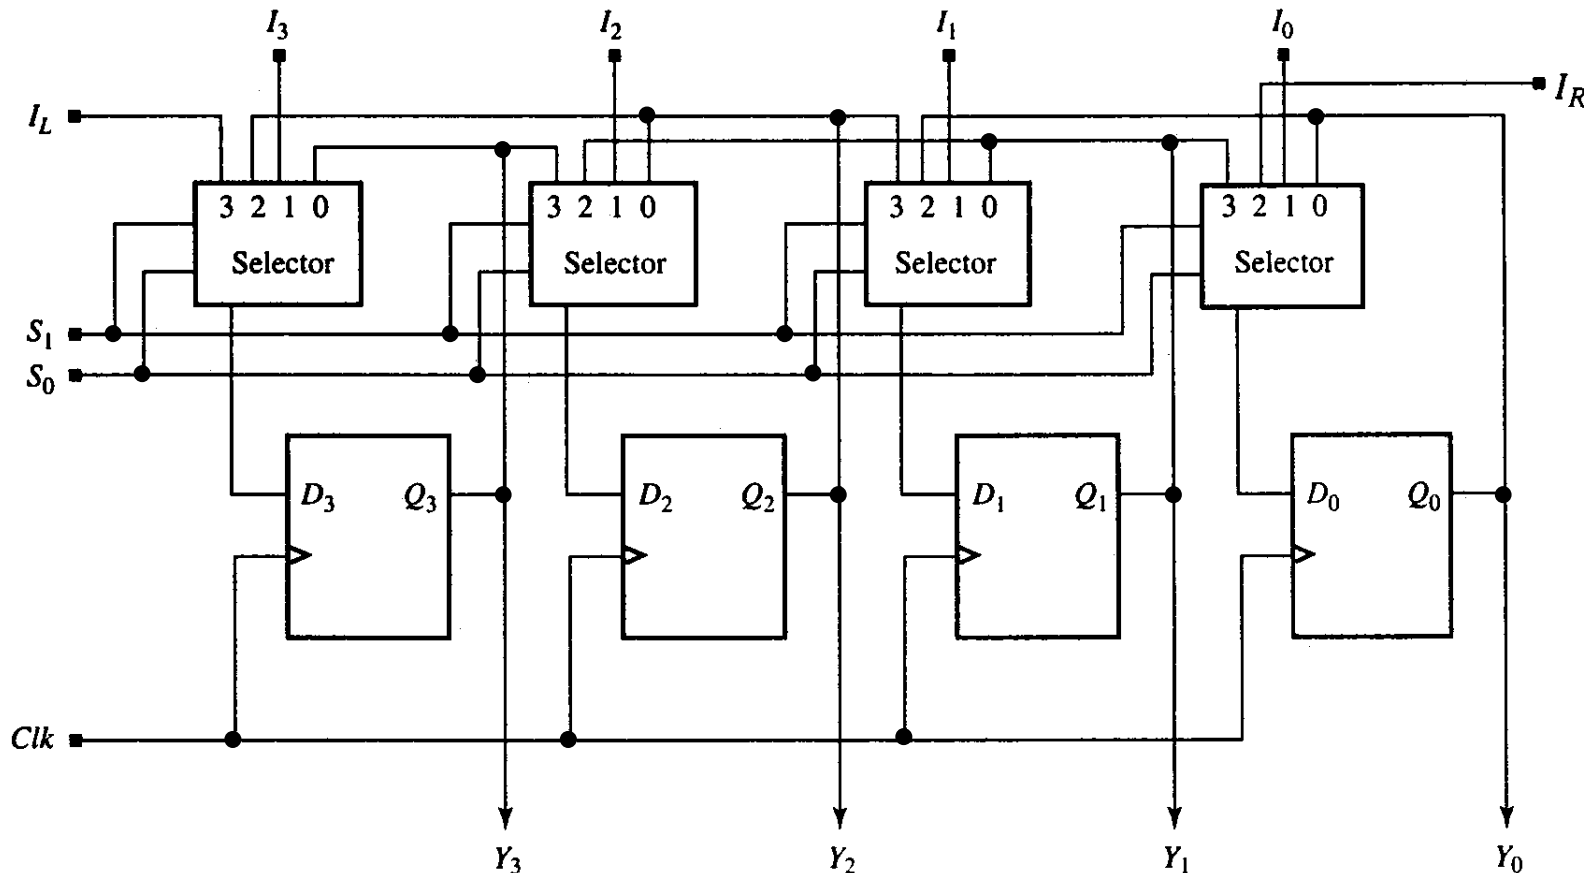 I₃ I₂ I₁ I₀
I_R
I_L
3 2 1 0 3 2 1 0 3 2 1 0 3 2 1 0
Selector Selector Selector Selector
S₁
S₀
D₃ Q₃ D₂ Q₂ D₁ Q₁ D₀ Q₀
Clk
Y₃ Y₂ Y₁ Y₀